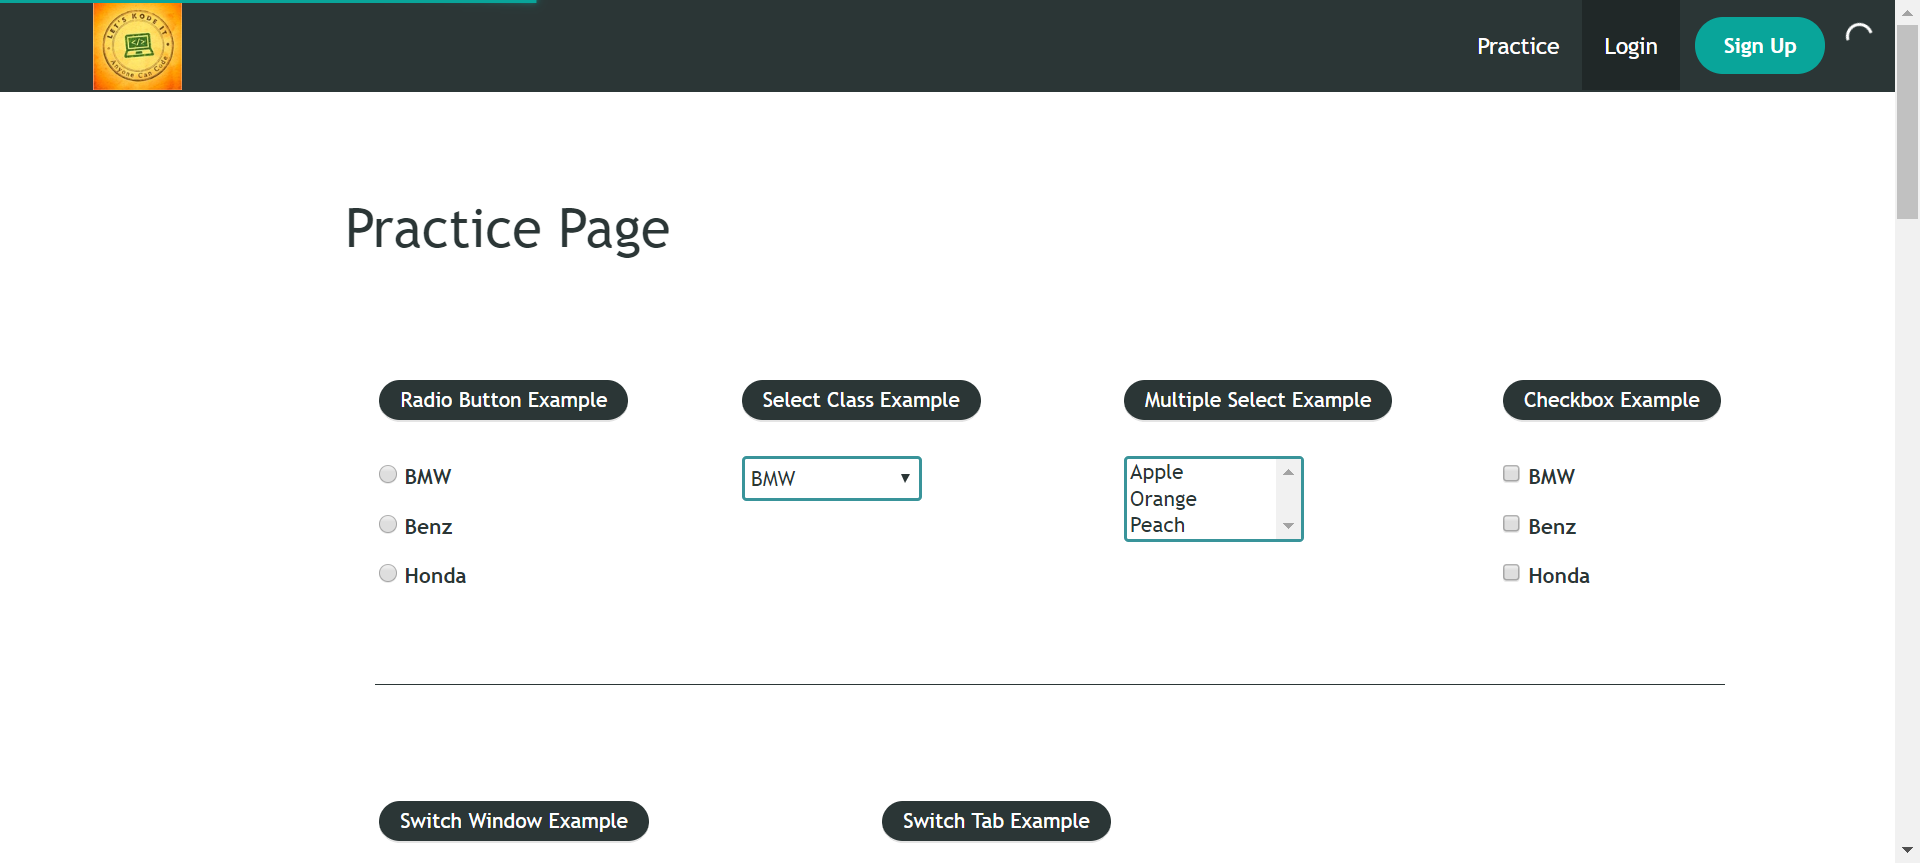 LET'S KODE IT
Anyone Can Code
Practice
Login
Sign Up
Practice Page
Radio Button Example
BMW
Benz
Honda
Select Class Example
BMW
Multiple Select Example
Apple
Orange
Peach
Checkbox Example
BMW
Benz
Honda
Switch Window Example
Switch Tab Example